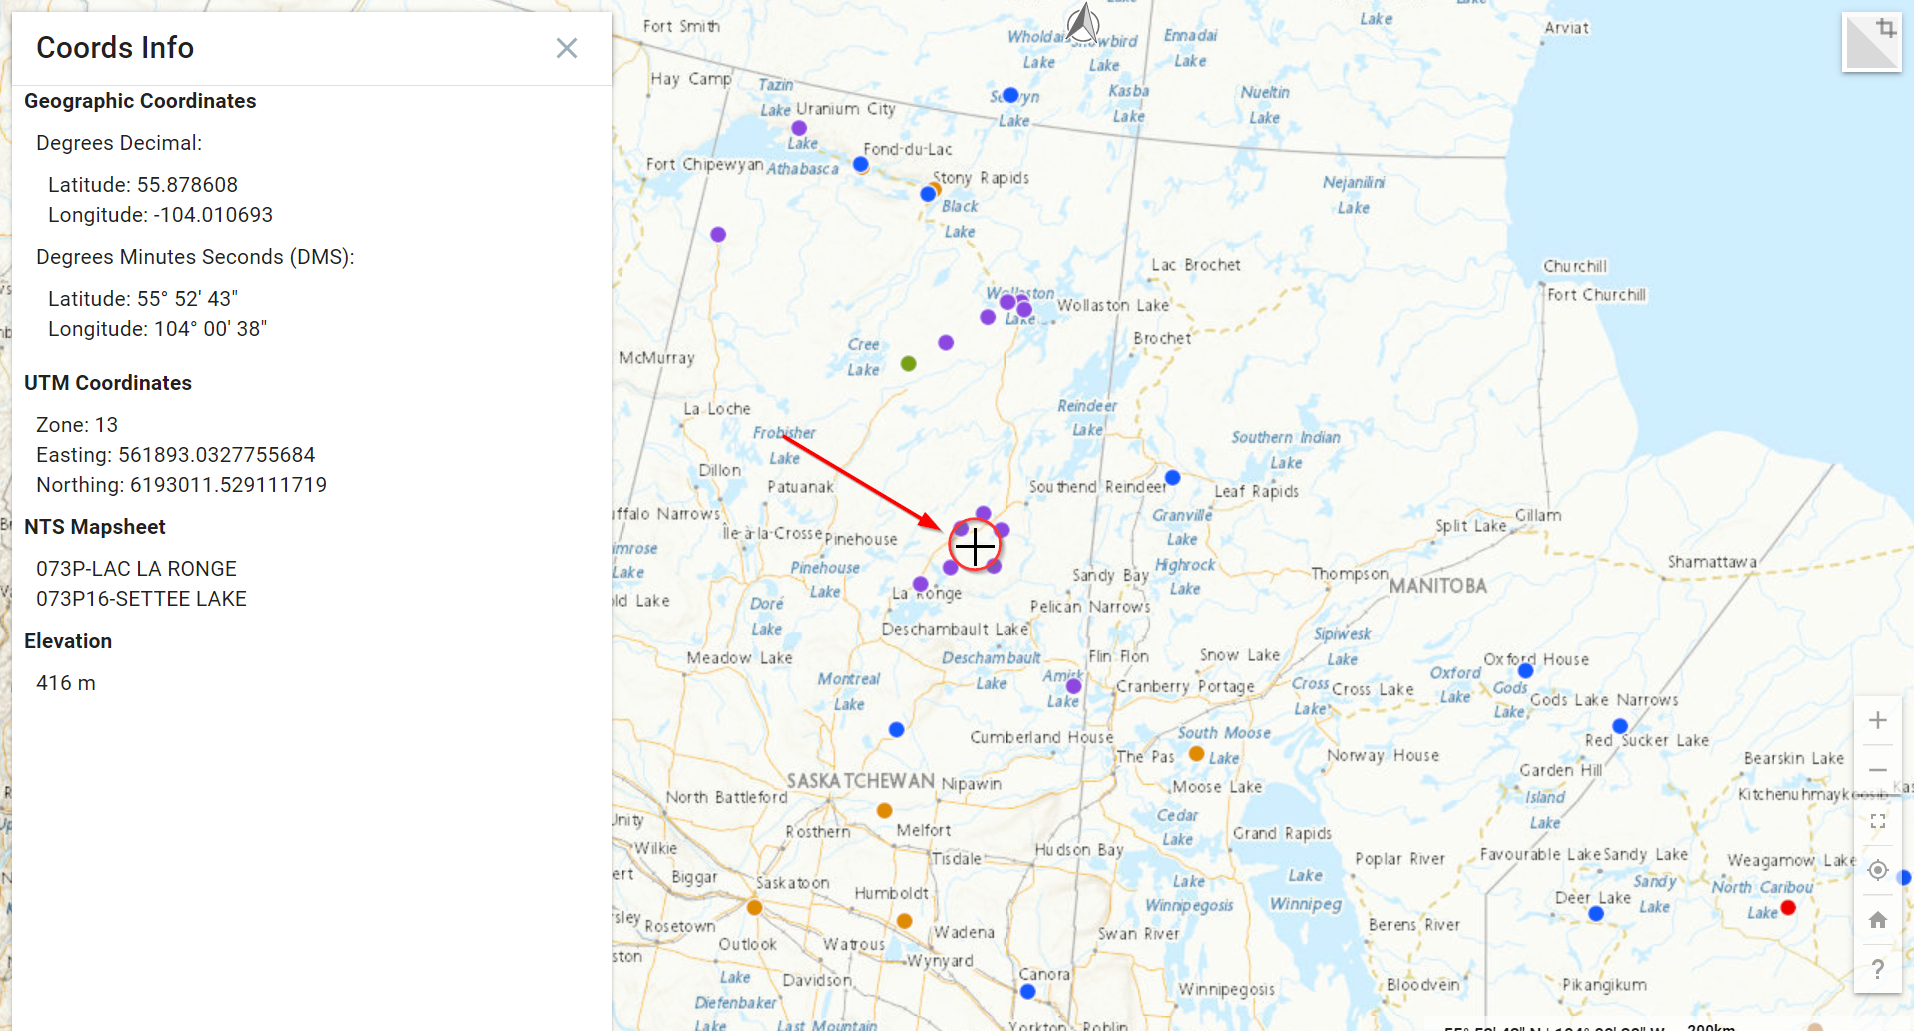 Coords Info
Geographic Coordinates
Degrees Decimal:
Latitude: 55.878608
Longitude: -104.010693
Degrees Minutes Seconds (DMS):
Latitude: 55° 52' 43"
Longitude: 104° 00' 38"
UTM Coordinates
Zone: 13
Easting: 561893.0327755684
Northing: 6193011.529111719
NTS Mapsheet
073P-LAC LA RONGE
073P16-SETTEE LAKE
Elevation
416 m
Fort Smith
Lake
Lake
Arviat
Ennadai
Lake
Lake
Lake
Hay Camp
Tazin
Lake
Uranium City
Kasba
Lake
Nueltin
Lake
Lake
Lake
Athabasca
Fond-du-Lac
Fort Chipewyan
Stony Rapids
Black
Lake
Nejanilini
Lake
Lac Brochet
Churchill
Fort Churchill
Wollaston Lake
Lake
Brochet
Cree
Lake
McMurray
La Loche
Reindeer
Lake
Frobisher
Lake
Southern Indian
Lake
Dillon
Patuanak
Southend Reindeer
Leaf Rapids
ffalo Narrows
Île-à-la-Crosse
Pinehouse
Granville
Lake
Split Lake
Gillam
imrose
Lake
Pinehouse
Lake
Highrock
Lake
Shamattawa
Thompson
MANITOBA
Sandy Bay
ld Lake
Doré
Lake
Pelican Narrows
Deschambault Lake
Sipiwesk
Lake
Meadow Lake
Deschambault
Lake
Flin Flon
Snow Lake
Oxford House
Oxford
Lake
Gods
Lake
Montreal
Lake
Lake
Cranberry Portage
Cross
Lake
Cross Lake
Gods Lake Narrows
Cumberland House
South Moose
Lake
The Pas
Norway House
Red Sucker Lake
Bearskin Lake
Garden Hill
SASKATCHEWAN
Nipawin
Moose Lake
Island
Lake
North Battleford
Unity
Rosthern
Melfort
Cedar
Lake
Grand Rapids
Wilkie
Tisdale
Hudson Bay
Poplar River
Favourable Lake
Sandy Lake
Weagamow Lake
ert
Biggar
Saskatoon
Humboldt
Lake
Winnipegosis
Lake
Winnipeg
Sandy
Lake
North Caribou
Lake
Deer Lake
sley
Rosetown
Outlook
Watrous
Wadena
Swan River
Berens River
ston
Wynyard
Lake
Diefenbaker
Lake
Davidson
Canora
Winnipegosis
Bloodvein
Pikangikum
Last Mountain
Yorkton
Roblin
200km